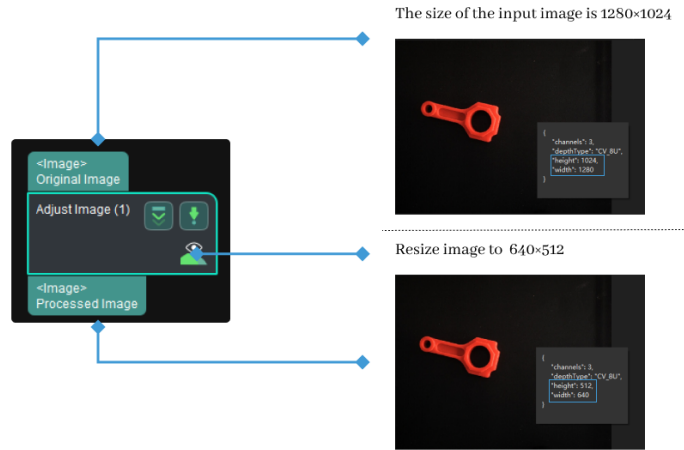 The size of the input image is 1280×1024
<Image>
Original Image
Adjust Image (1)
<Image>
Processed Image
{
"channels": 3,
"depthType": "CV_8U",
"height": 1024,
"width": 1280
}
Resize image to 640×512
{
"channels": 3,
"depthType": "CV_8U",
"height": 512,
"width": 640
}